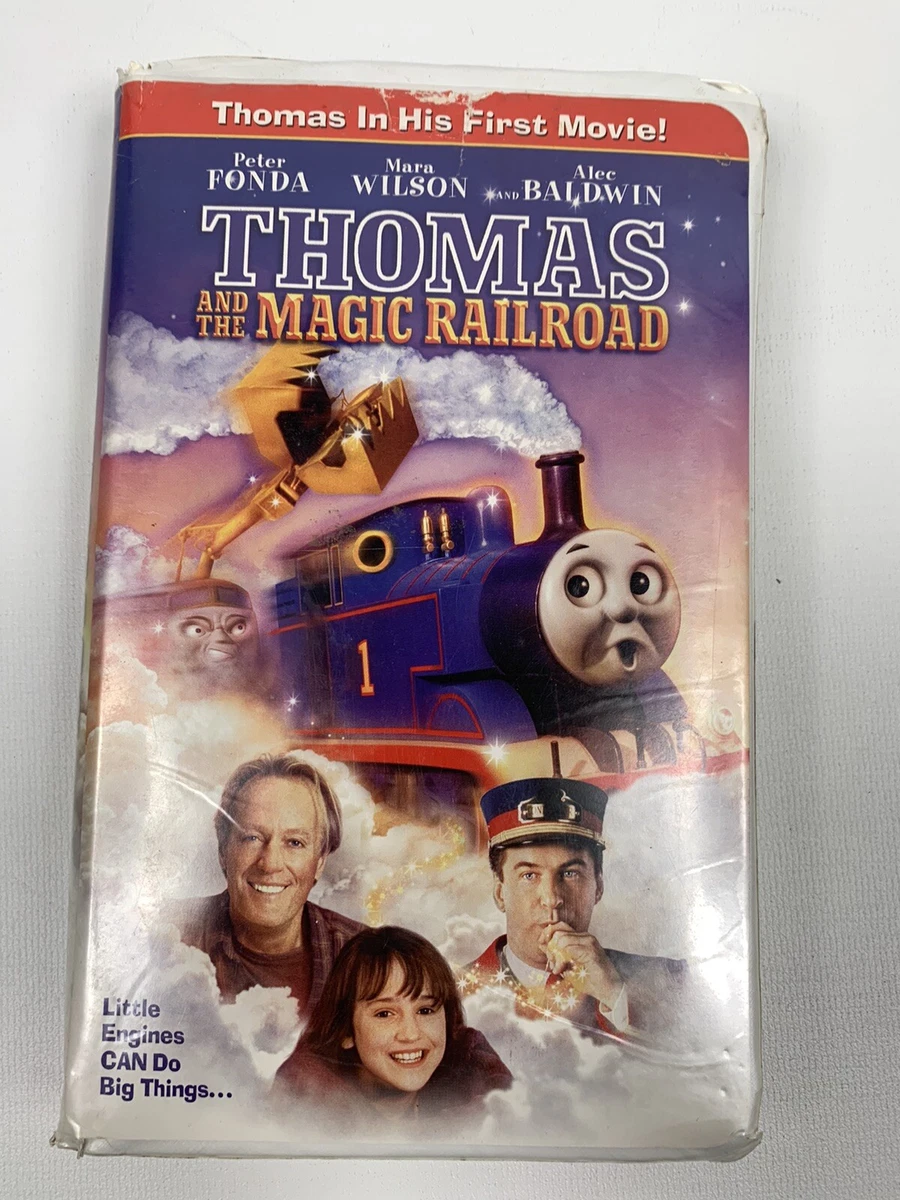 Thomas In His First Movie!
Peter FONDA
Mara WILSON
AND Alec BALDWIN
THOMAS
AND THE MAGIC RAILROAD
1
Little
Engines
CAN Do
Big Things...